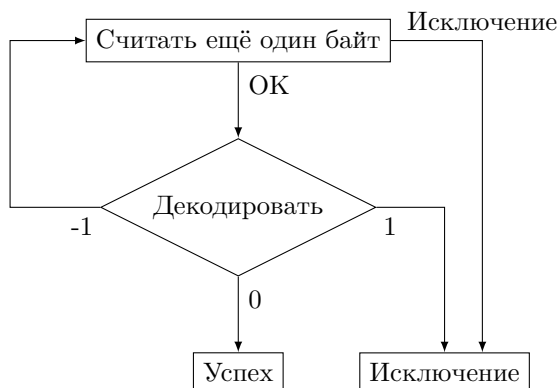 Исключение
Считать ещё один байт
OK
Декодировать
-1
1
0
Успех
Исключение